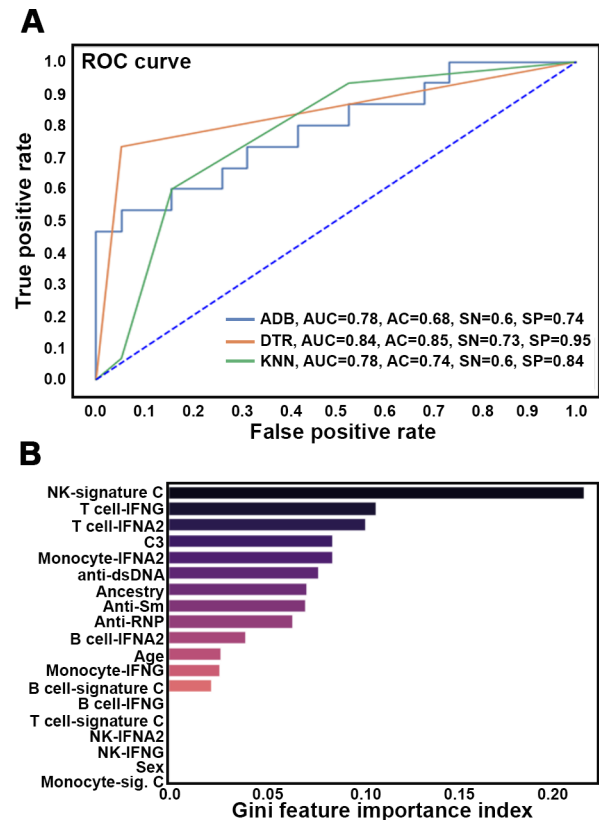 A
ROC curve
1.0
0.9
0.8
0.7
0.6
0.5
0.4
0.3
0.2
0.1
0.0
True positive rate
ADB, AUC=0.78, AC=0.68, SN=0.6, SP=0.74
DTR, AUC=0.84, AC=0.85, SN=0.73, SP=0.95
KNN, AUC=0.78, AC=0.74, SN=0.6, SP=0.84
0.0 0.1 0.2 0.3 0.4 0.5 0.6 0.7 0.8 0.9 1.0
False positive rate
B
NK-signature C
T cell-IFNG
T cell-IFNA2
C3
Monocyte-IFNA2
anti-dsDNA
Ancestry
Anti-Sm
Anti-RNP
B cell-IFNA2
Age
Monocyte-IFNG
B cell-signature C
B cell-IFNG
T cell-signature C
NK-IFNA2
NK-IFNG
Sex
Monocyte-sig. C
0.0 0.05 0.10 0.15 0.20
Gini feature importance index